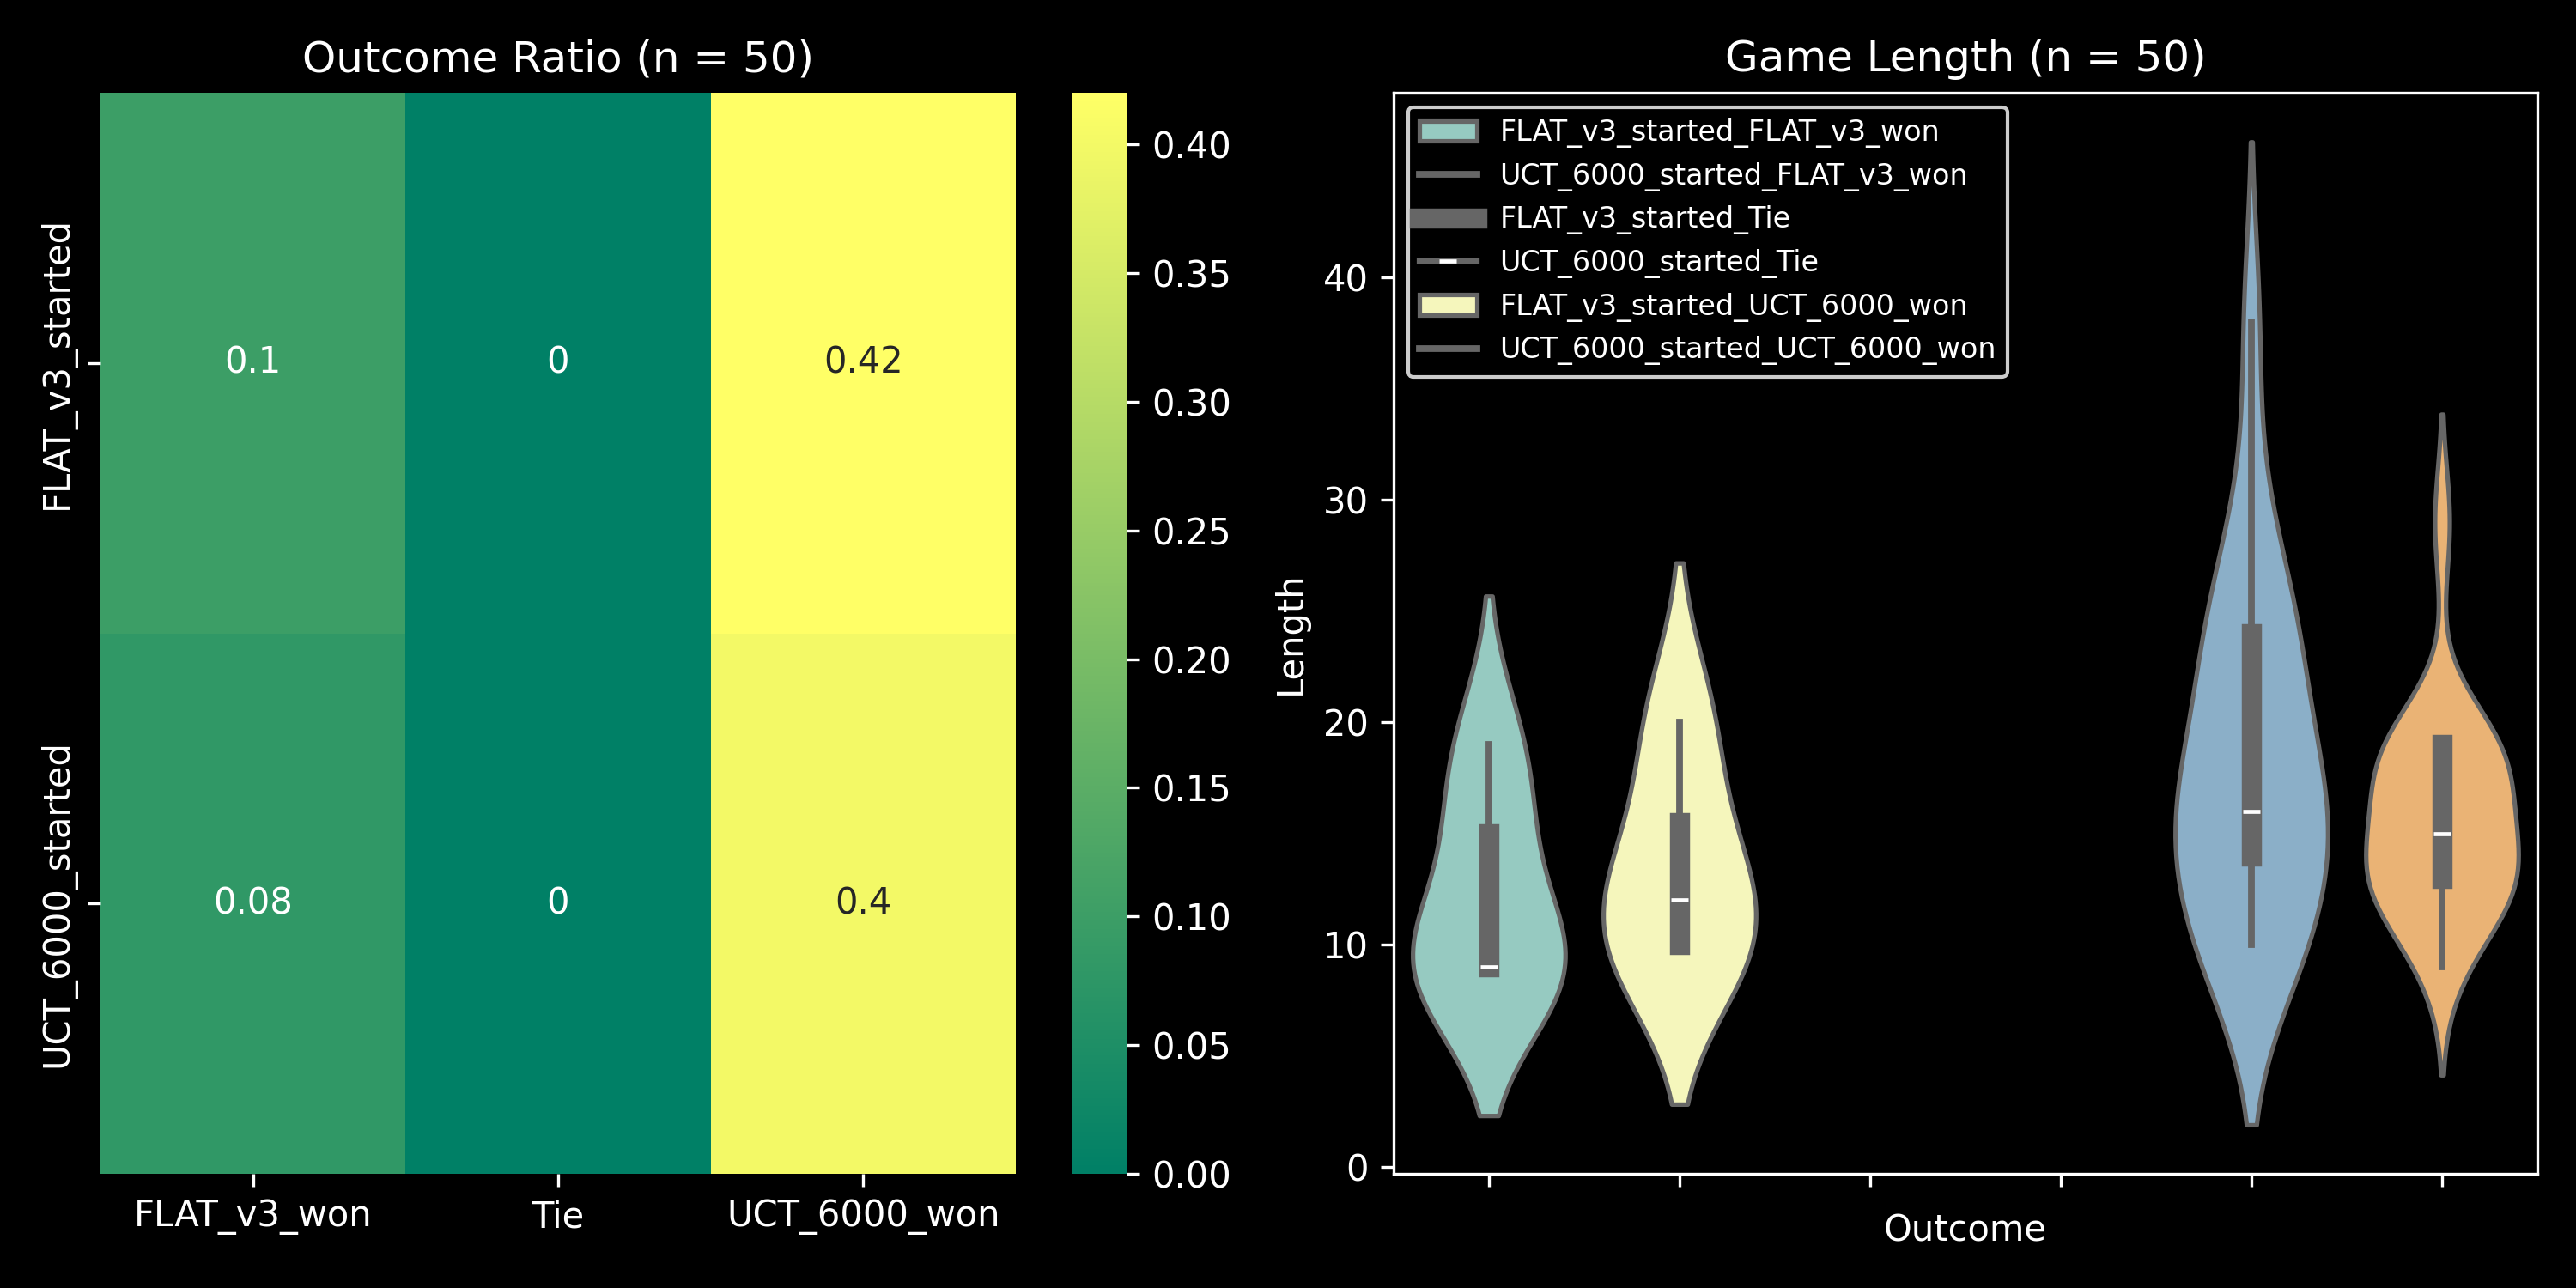 Outcome Ratio (n = 50)
FLAT_v3_started
UCT_6000_started
0.1
0
0.42
0.08
0
0.4
FLAT_v3_won
Tie
UCT_6000_won
0.40
0.35
0.30
0.25
0.20
0.15
0.10
0.05
0.00
Game Length (n = 50)
FLAT_v3_started_FLAT_v3_won
UCT_6000_started_FLAT_v3_won
FLAT_v3_started_Tie
UCT_6000_started_Tie
FLAT_v3_started_UCT_6000_won
UCT_6000_started_UCT_6000_won
Length
40
30
20
10
0
Outcome